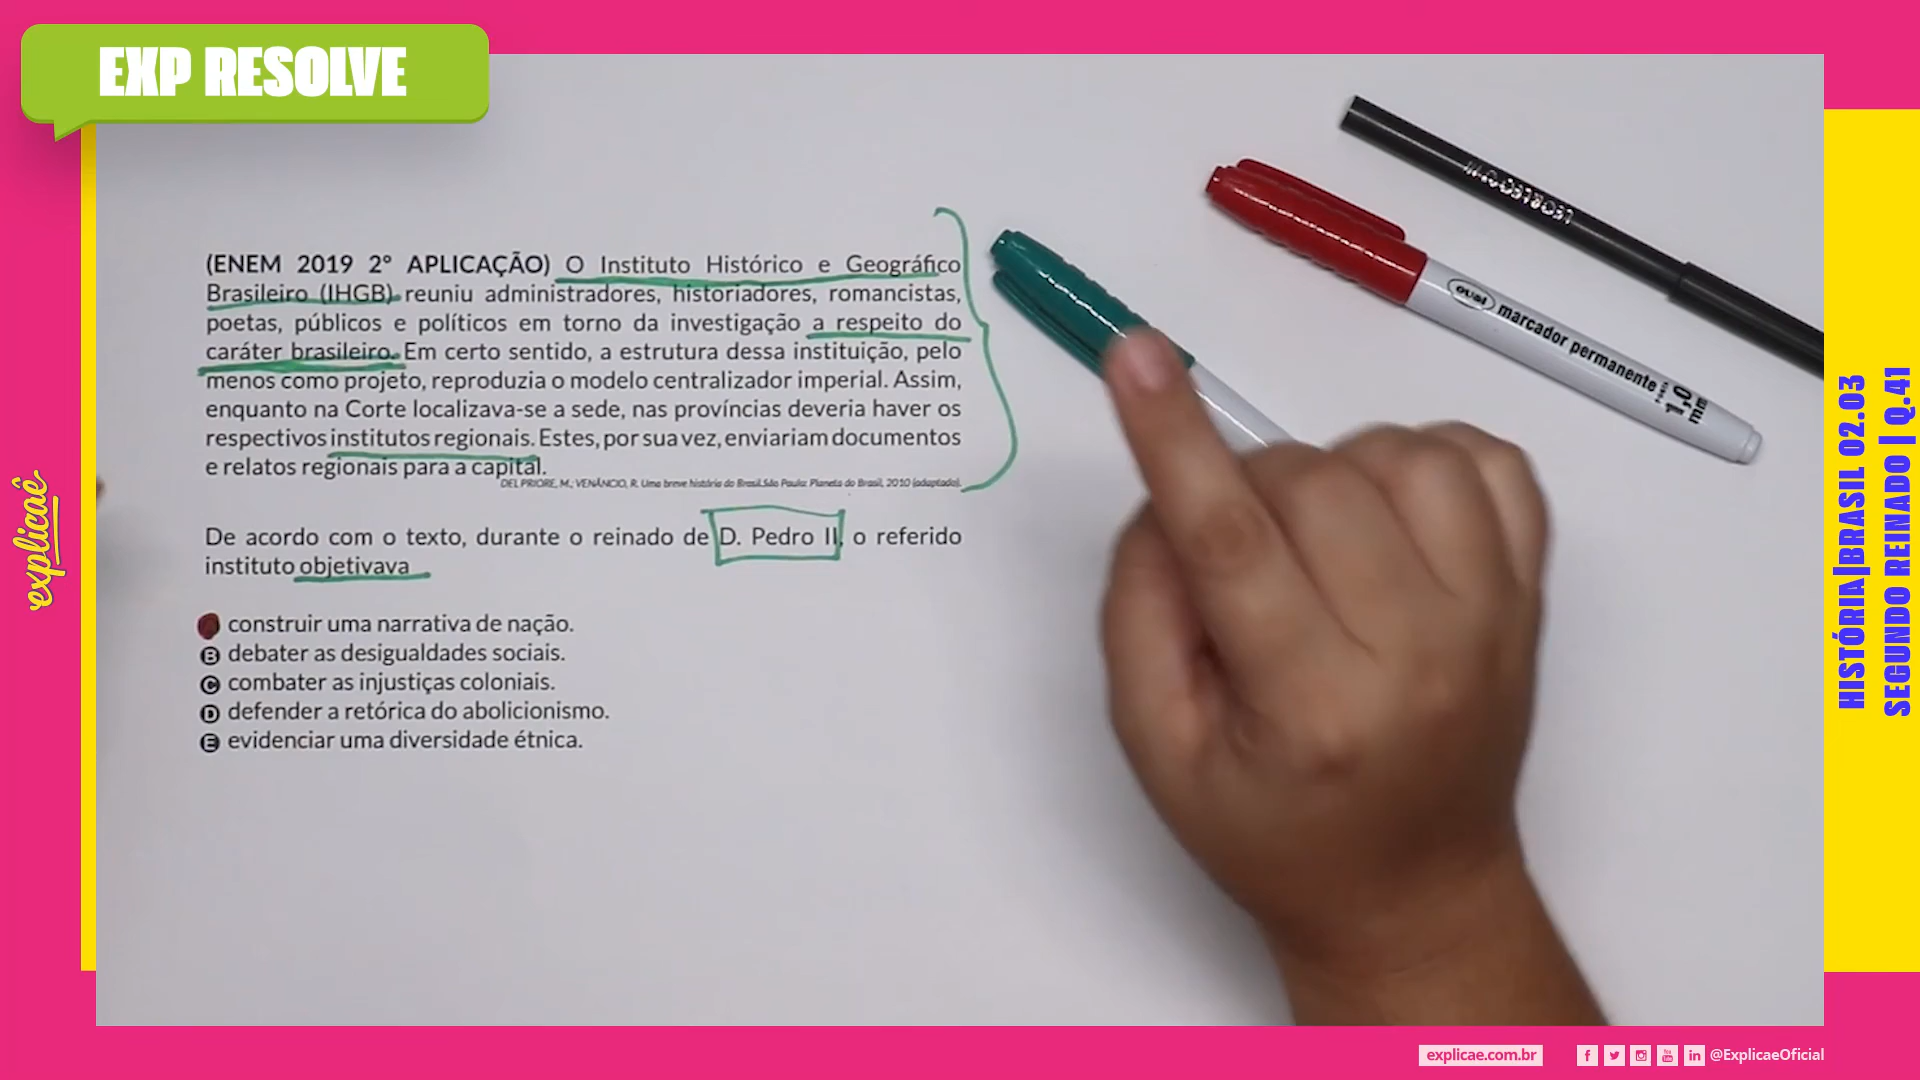 EXP RESOLVE
(ENEM 2019 2° APLICAÇÃO) O Instituto Histórico e Geográfico
Brasileiro (IHGB) reuniu administradores, historiadores, romancistas,
poetas, públicos e políticos em torno da investigação a respeito do
caráter brasileiro. Em certo sentido, a estrutura dessa instituição, pelo
menos como projeto, reproduzia o modelo centralizador imperial. Assim,
enquanto na Corte localizava-se a sede, nas províncias deveria haver os
respectivos institutos regionais. Estes, por sua vez, enviariam documentos
e relatos regionais para a capital.
DEL PRIORE, M.; VENÂNCIO, R. Uma breve história do Brasil.São Paulo: Planeta do Brasil, 2010 (adaptado).
De acordo com o texto, durante o reinado de D. Pedro II, o referido
instituto objetivava
construir uma narrativa de nação.
B debater as desigualdades sociais.
C combater as injustiças coloniais.
D defender a retórica do abolicionismo.
E evidenciar uma diversidade étnica.
marcador permanente
1,0 mm
explicaê
HISTÓRIA|BRASIL 02.03
SEGUNDO REINADO | Q.41
explicae.com.br
@ExplicaeOficial